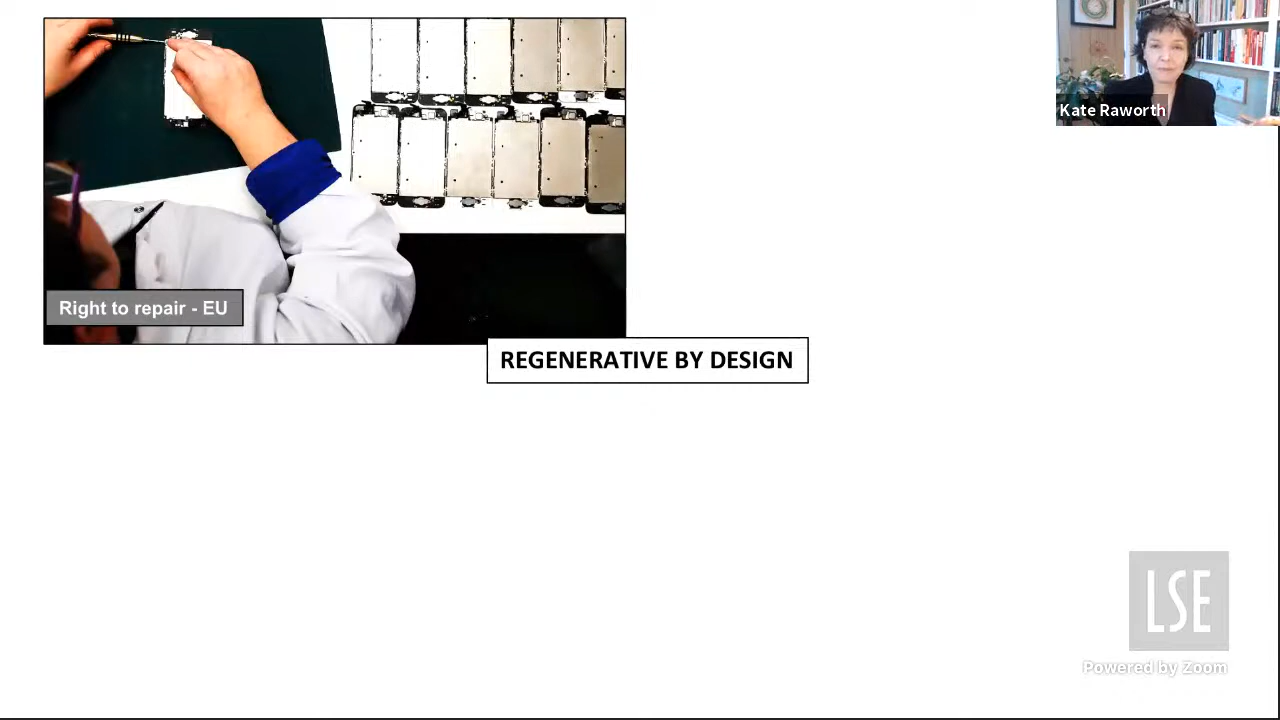 Kate Raworth
Right to repair - EU
REGENERATIVE BY DESIGN
LSE
Powered by Zoom